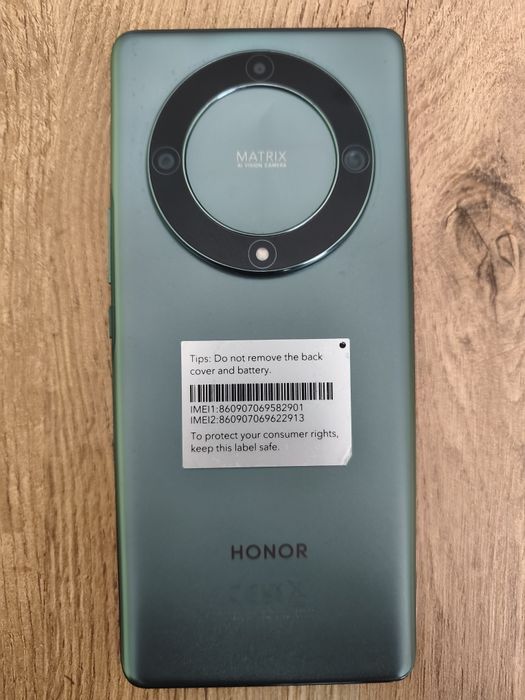 MATRIX
AI VISION CAMERA
Tips: Do not remove the back
cover and battery.
IMEI1:860907069582901
IMEI2:860907069622913
To protect your consumer rights,
keep this label safe.
HONOR